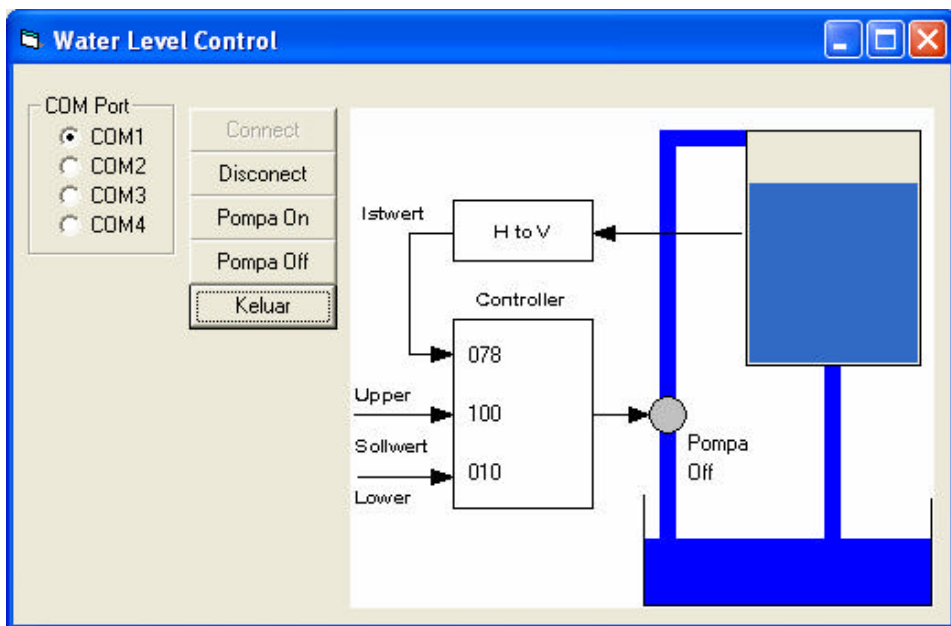 Water Level Control
COM Port
COM1
COM2
COM3
COM4
Connect
Disconect
Pompa On
Pompa Off
Keluar
Istwert
H to V
Controller
078
Upper
100
Sollwert
010
Lower
Pompa
Off